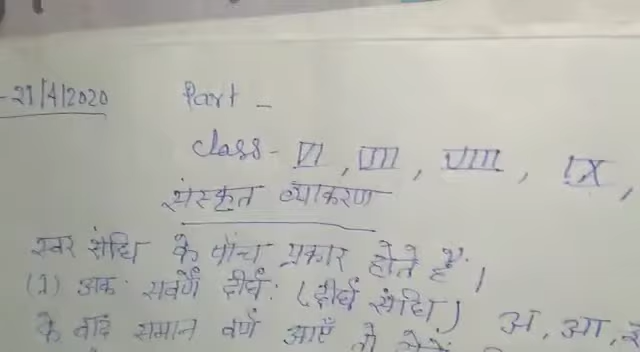 -21/4/2020 Part -
Class - VI, VII, VIII, IX,
संस्कृत व्याकरण
स्वर संधि के पाँच प्रकार होते हैं।
(1) अकः सवर्णे दीर्घः (दीर्घ संधि) अ, आ,
के बाद समान वर्ण आएँ तो